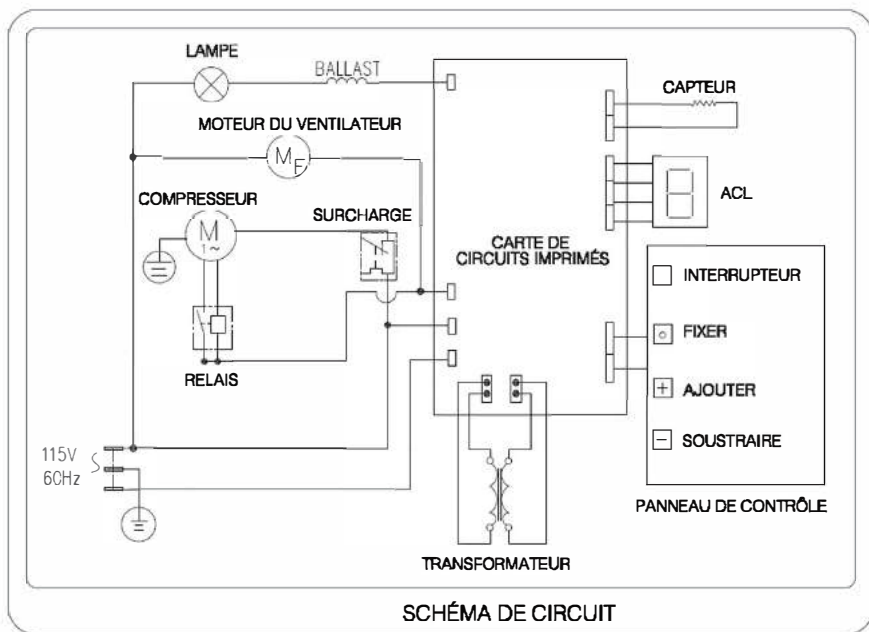 LAMPE
BALLAST
CAPTEUR
MOTEUR DU VENTILATEUR
MF
COMPRESSEUR
SURCHARGE
M
1~
ACL
CARTE DE
CIRCUITS IMPRIMÉS
INTERRUPTEUR
FIXER
RELAIS
+ AJOUTER
- SOUSTRAIRE
115V
60Hz
PANNEAU DE CONTRÔLE
TRANSFORMATEUR
SCHÉMA DE CIRCUIT